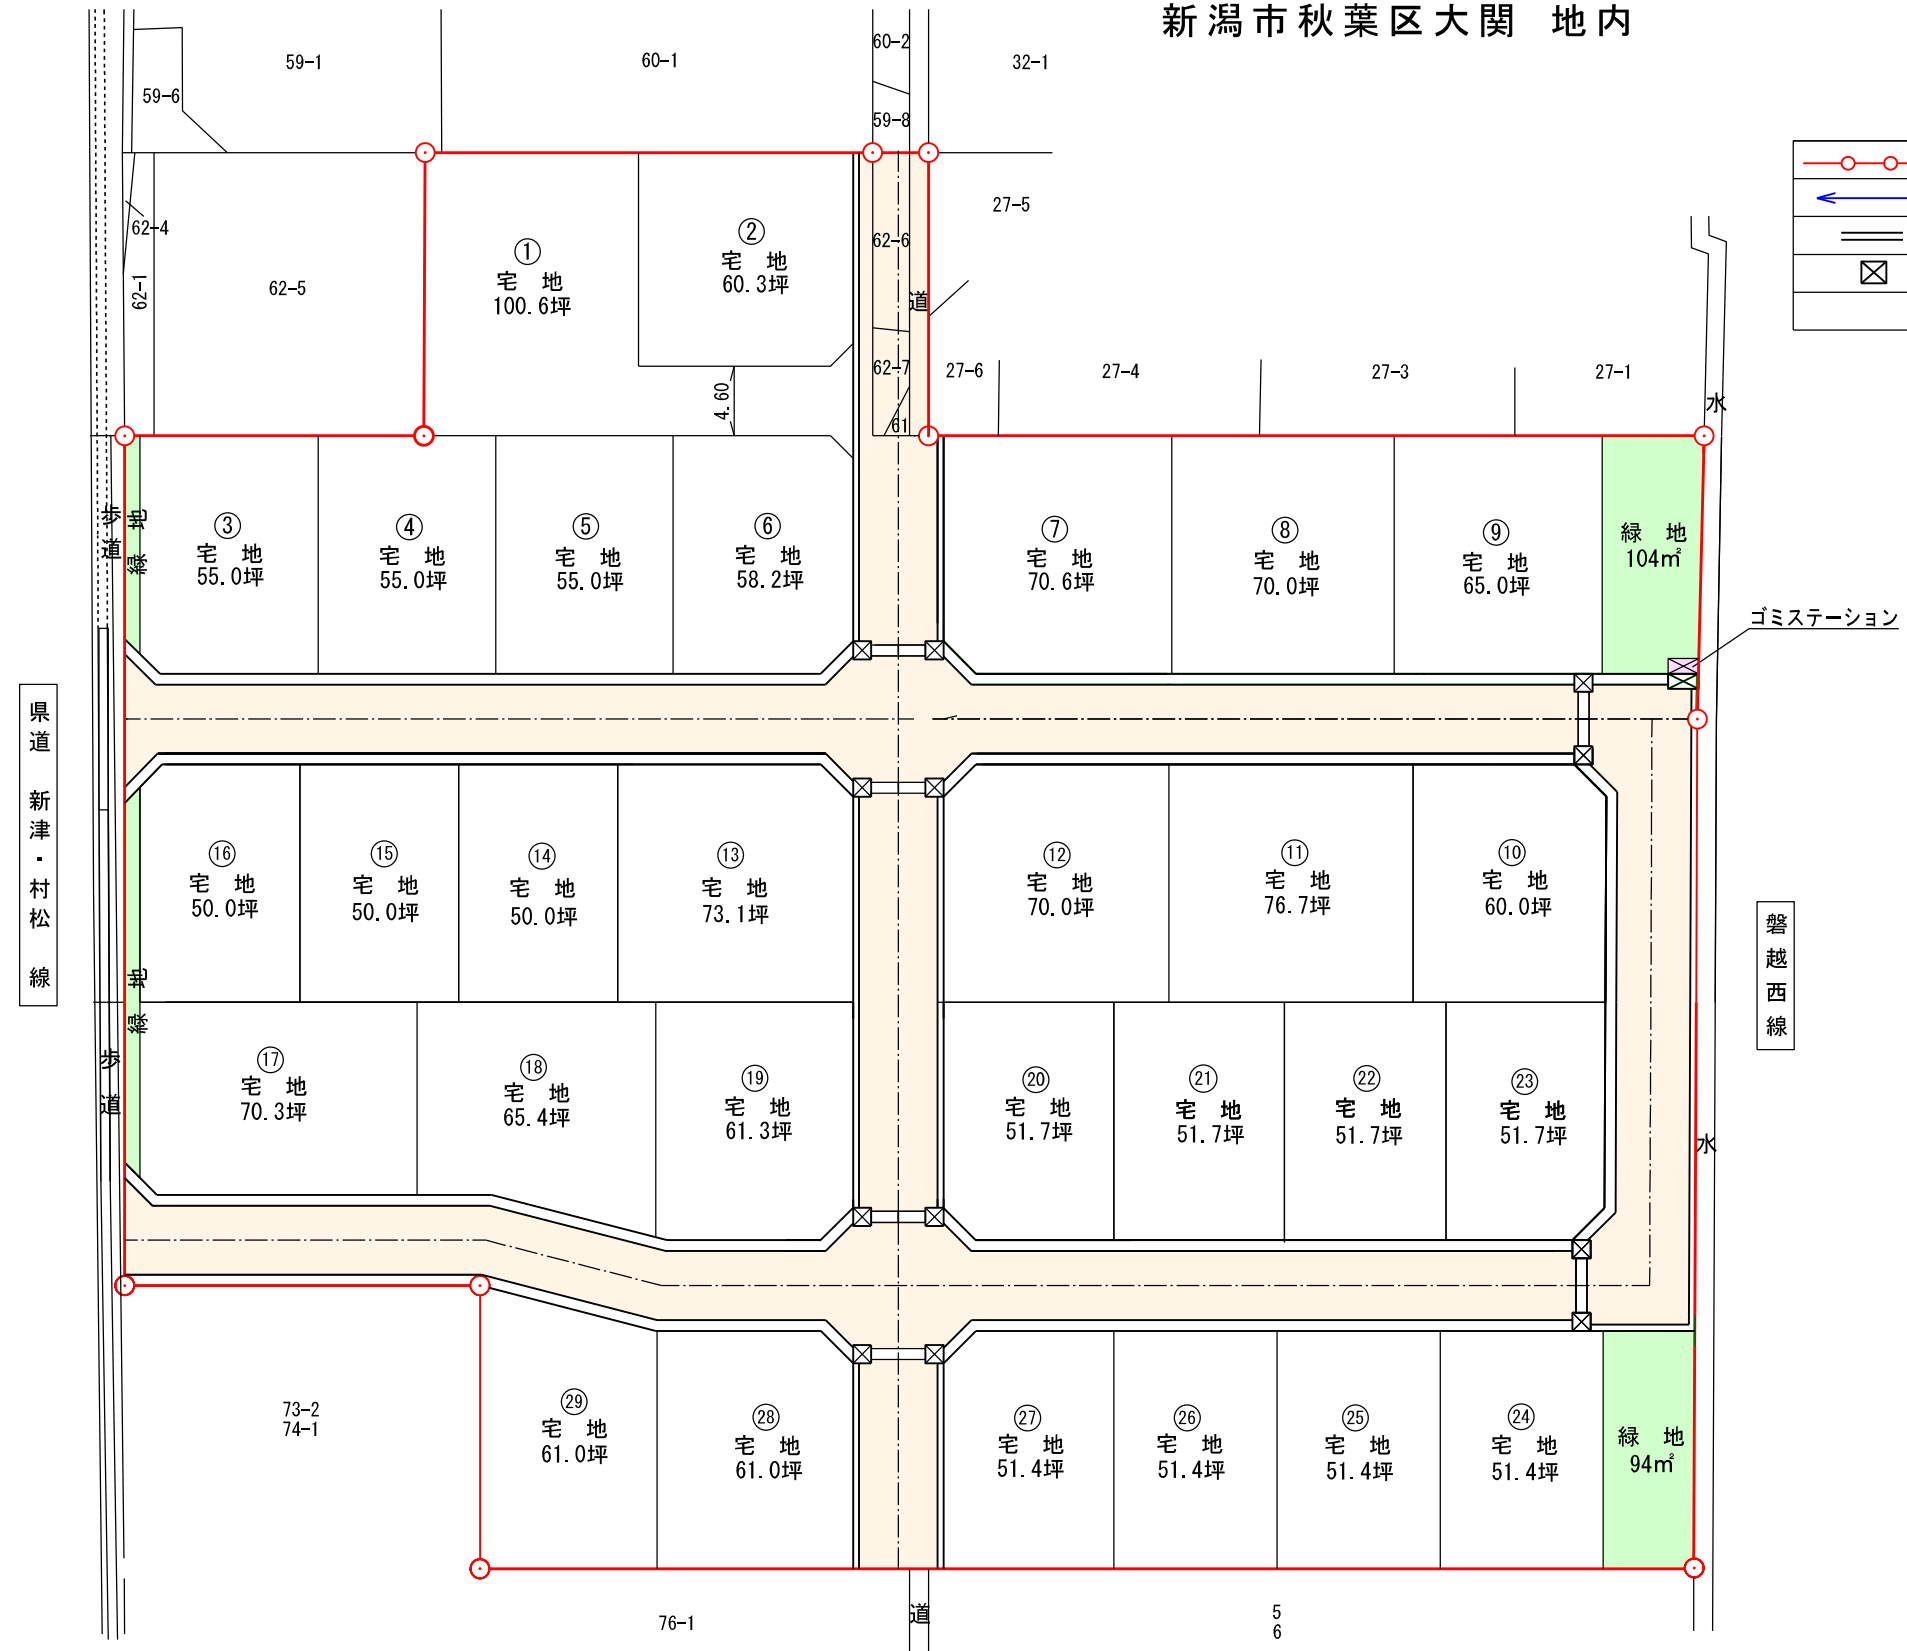 新潟市秋葉区大関　地内
59-1
60-1
60-2
32-1
59-6
59-8
62-4
62-1
62-5
①
宅　地
100.6坪
②
宅　地
60.3坪
62-6
道
27-5
62-7
4.60
61
27-6
27-4
27-3
27-1
水
歩道
緑地
③
宅　地
55.0坪
④
宅　地
55.0坪
⑤
宅　地
55.0坪
⑥
宅　地
58.2坪
⑦
宅　地
70.6坪
⑧
宅　地
70.0坪
⑨
宅　地
65.0坪
緑　地
104㎡
ゴミステーション
県道　新津・村松　線
⑯
宅　地
50.0坪
⑮
宅　地
50.0坪
⑭
宅　地
50.0坪
⑬
宅　地
73.1坪
⑫
宅　地
70.0坪
⑪
宅　地
76.7坪
⑩
宅　地
60.0坪
磐越西線
緑地
歩道
⑰
宅　地
70.3坪
⑱
宅　地
65.4坪
⑲
宅　地
61.3坪
⑳
宅　地
51.7坪
㉑
宅　地
51.7坪
㉒
宅　地
51.7坪
㉓
宅　地
51.7坪
水
73-2
74-1
㉙
宅　地
61.0坪
㉘
宅　地
61.0坪
㉗
宅　地
51.4坪
㉖
宅　地
51.4坪
㉕
宅　地
51.4坪
㉔
宅　地
51.4坪
緑　地
94㎡
76-1
道
5
6